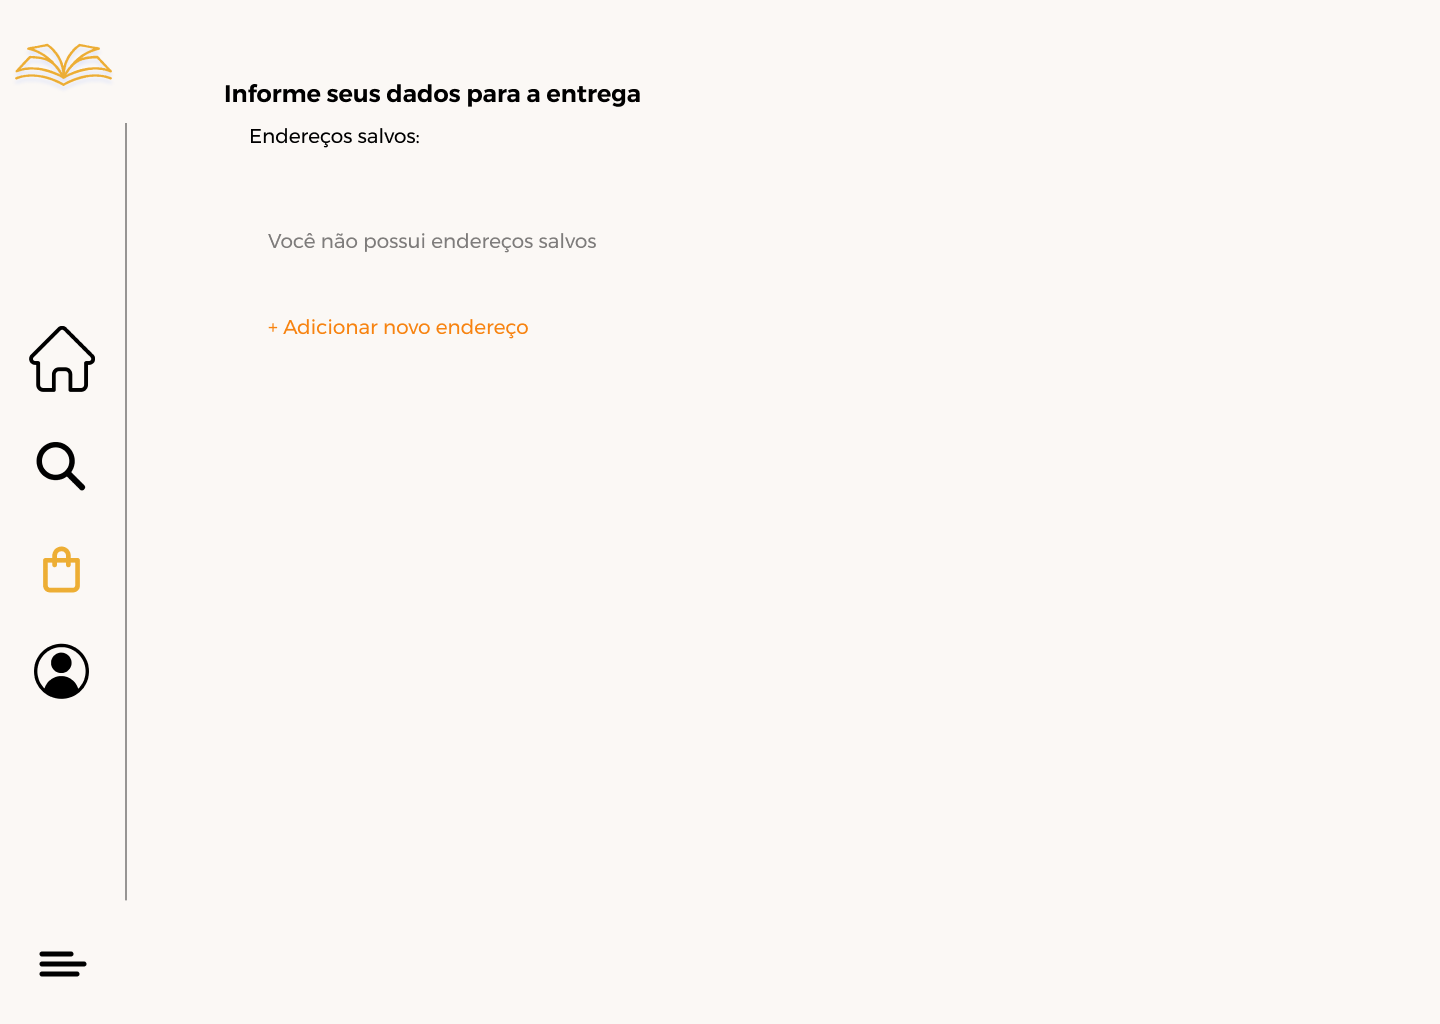 Informe seus dados para a entrega
Endereços salvos:
Você não possui endereços salvos
+ Adicionar novo endereço